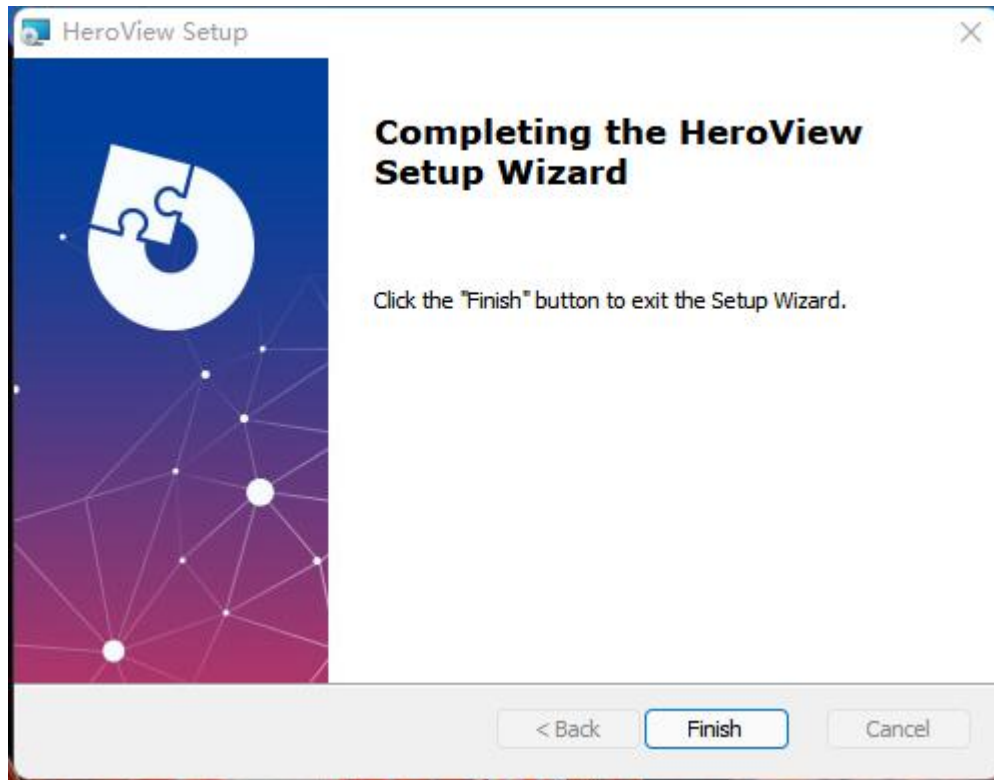 HeroView Setup
Completing the HeroView
Setup Wizard
Click the "Finish" button to exit the Setup Wizard.
< Back
Finish
Cancel